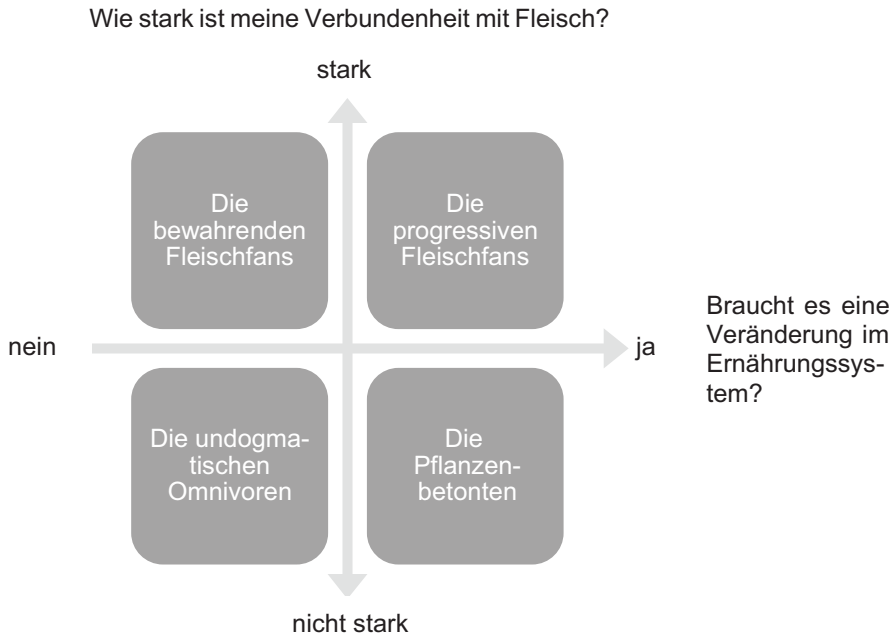 Wie stark ist meine Verbundenheit mit Fleisch?
stark
Die
bewahrenden
Fleischfans
Die
progressiven
Fleischfans
nein
ja
Braucht es eine
Veränderung im
Ernährungssys-
tem?
Die undogma-
tischen
Omnivoren
Die
Pflanzen-
betonten
nicht stark